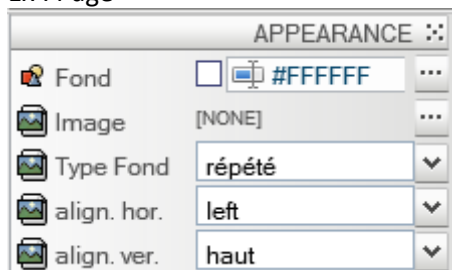 APPEARANCE
Fond #FFFFFF ...
Image [NONE] ...
Type Fond répété
align. hor. left
align. ver. haut